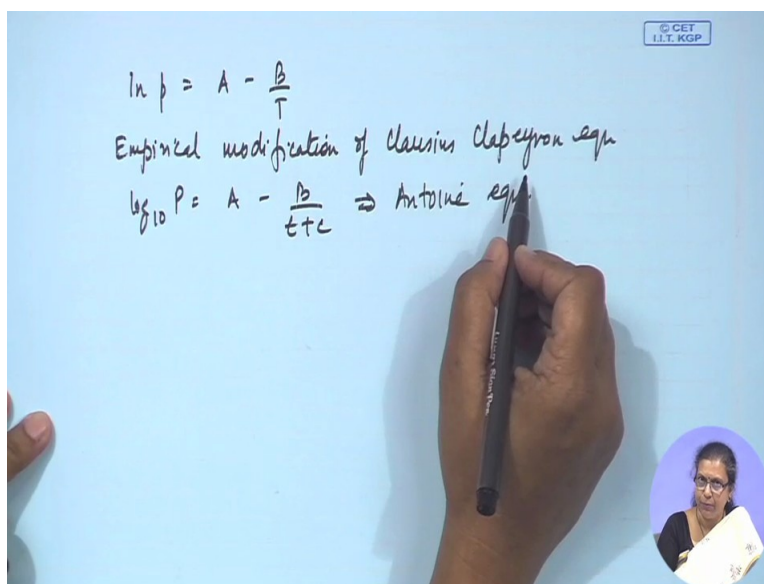 © CET
I.I.T. KGP
ln p = A - B/T
Empirical modification of Clausius Clapeyron eqn
log10 P = A - B/t+C ⇒ Antoine eqn.